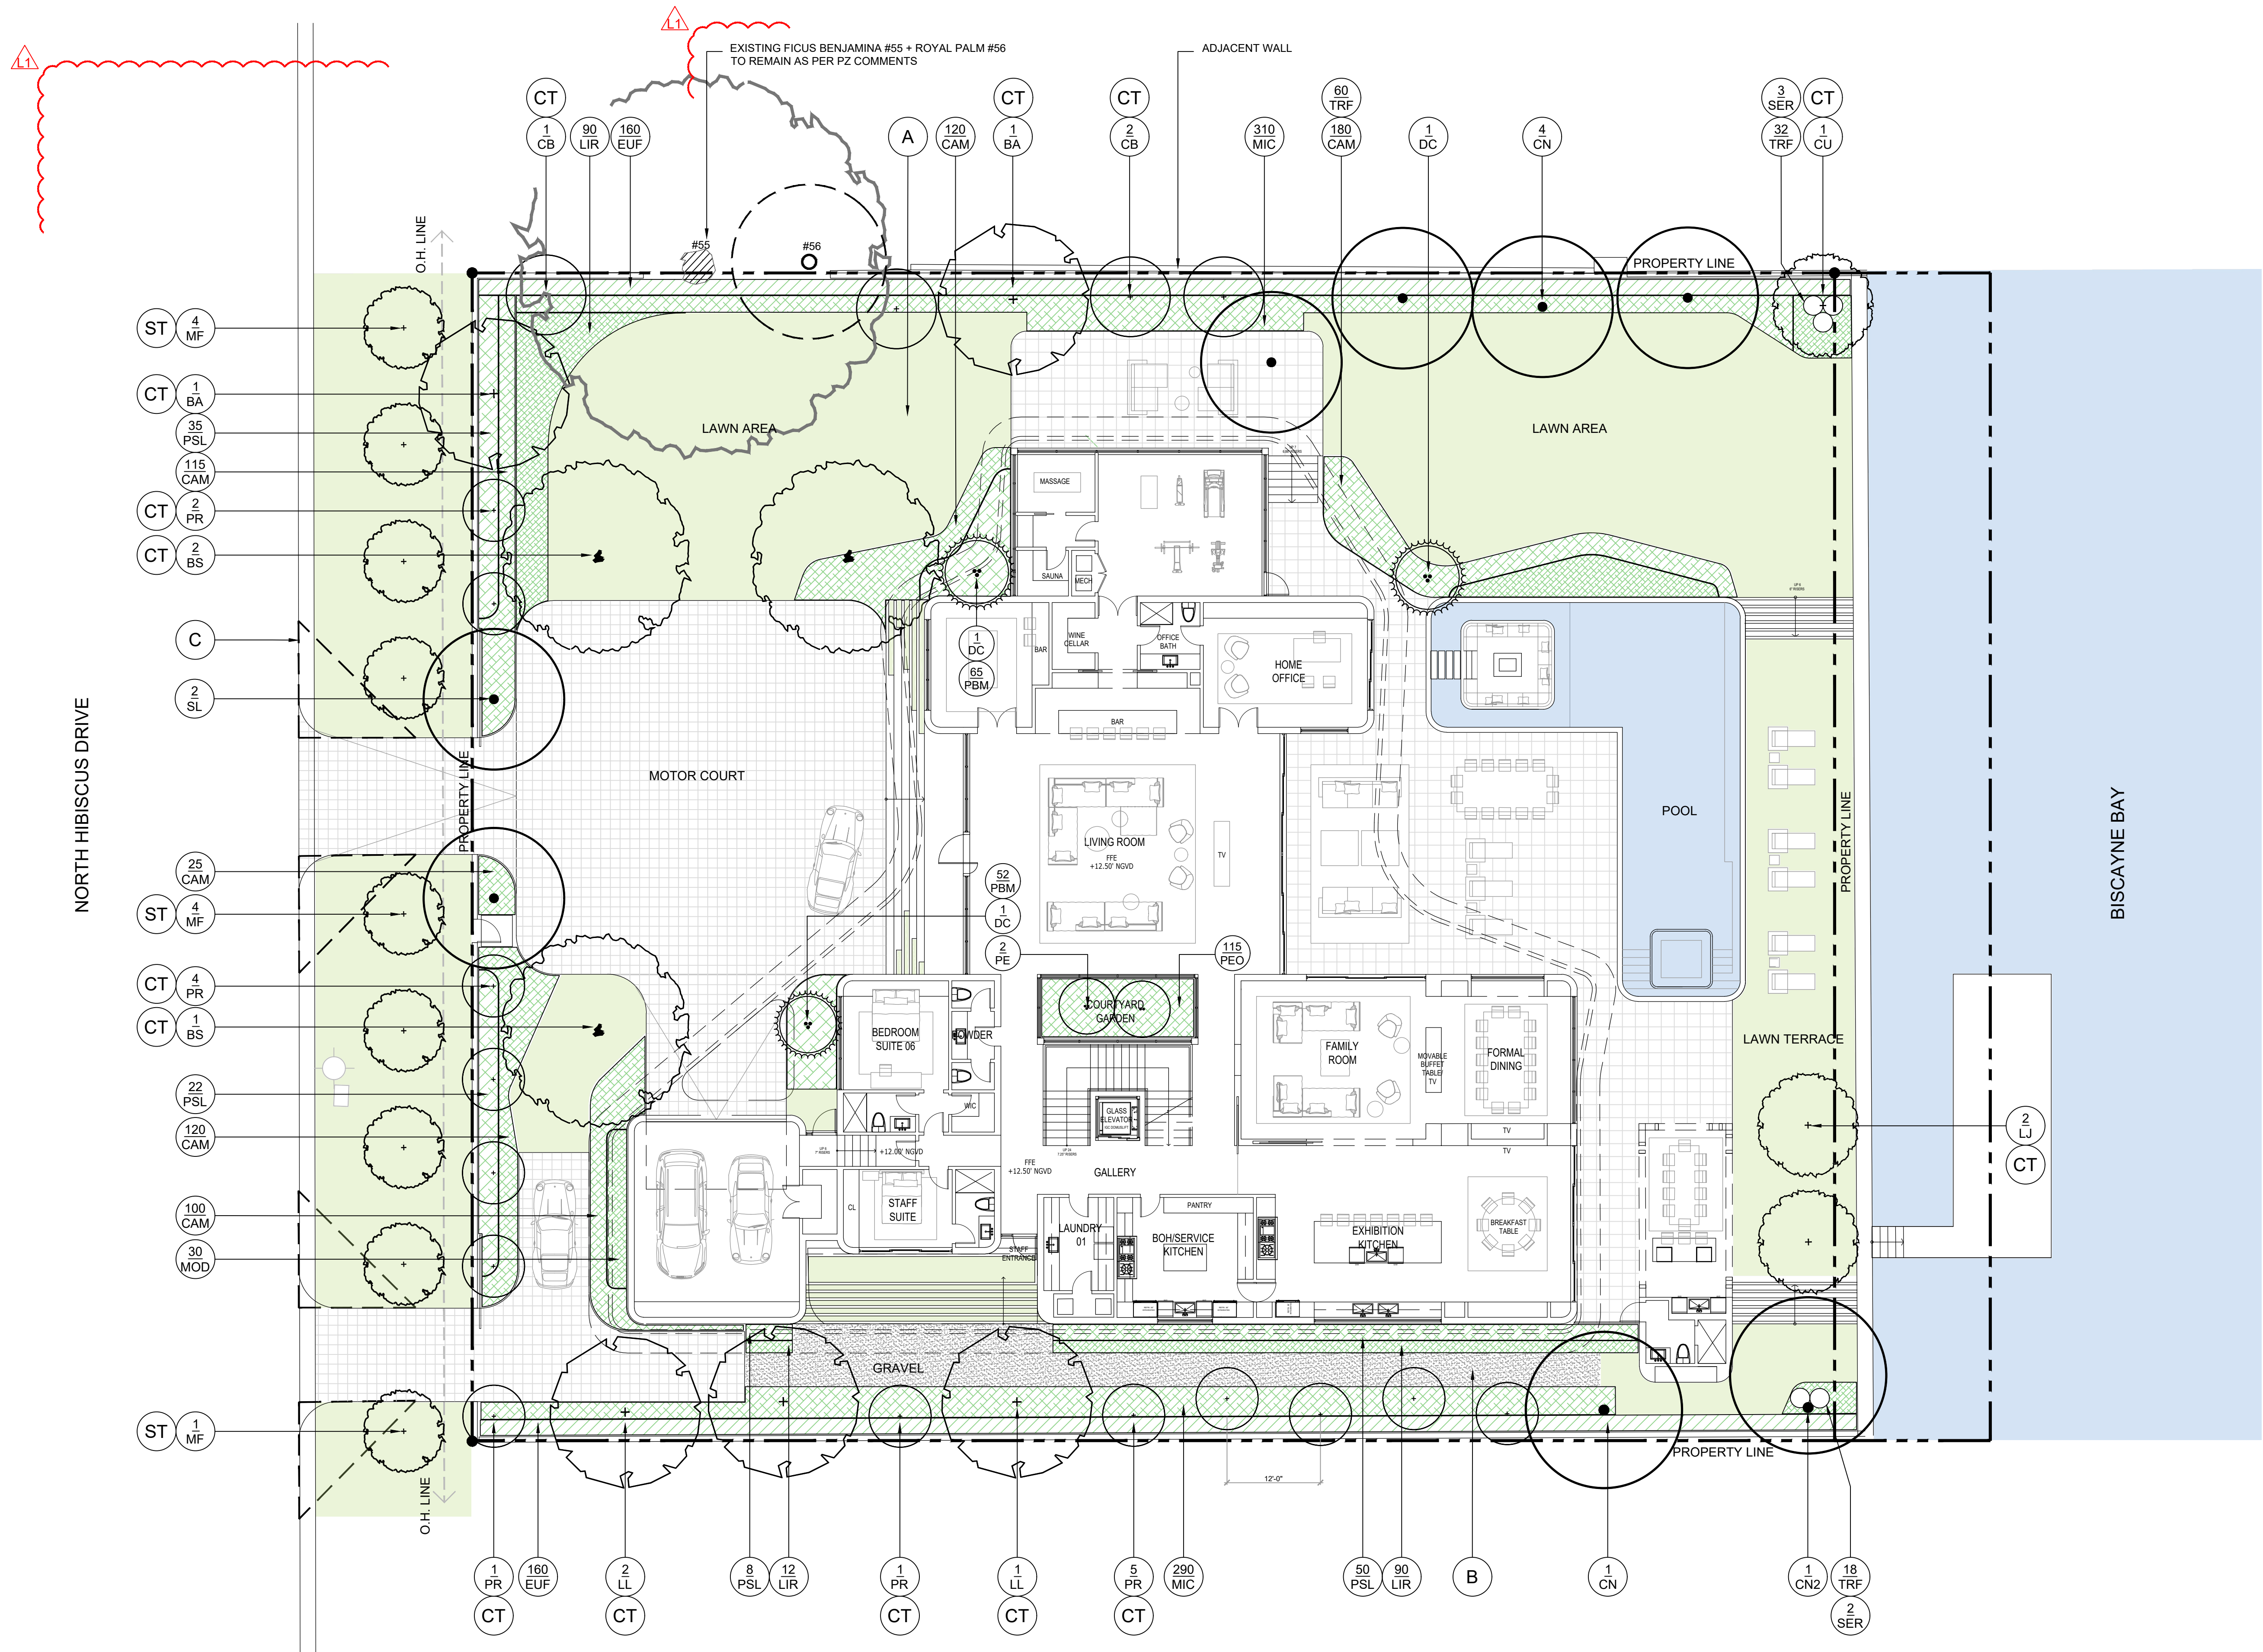 L1
L1
EXISTING FICUS BENJAMINA #55 + ROYAL PALM #56
TO REMAIN AS PER PZ COMMENTS
ADJACENT WALL
CT
1
CB
90
LIR
160
EUF
A
120
CAM
CT
1
BA
CT
2
CB
310
MIC
60
TRF
180
CAM
1
DC
4
CN
3
SER
32
TRF
CT
1
CU
O.H. LINE
#55
#56
PROPERTY LINE
ST
4
MF
CT
1
BA
35
PSL
115
CAM
CT
2
PR
CT
2
BS
C
2
SL
LAWN AREA
LAWN AREA
MASSAGE
SAUNA
MECH
1
DC
65
PBM
BAR
WINE
CELLAR
OFFICE
BATH
HOME
OFFICE
BAR
NORTH HIBISCUS DRIVE
PROPERTY LINE
MOTOR COURT
LIVING ROOM
FFE
+12.50' NGVD
TV
POOL
PROPERTY LINE
BISCAYNE BAY
25
CAM
ST
4
MF
CT
4
PR
CT
1
BS
22
PSL
120
CAM
100
CAM
30
MOD
ST
1
MF
52
PBM
1
DC
2
PE
115
PEO
COURTYARD
GARDEN
BEDROOM
SUITE 06
POWDER
WIC
FAMILY
ROOM
MOVABLE
BUFFET
TABLE/
TV
FORMAL
DINING
LAWN TERRACE
GLASS
ELEVATOR
TV
TV
2
LJ
CT
+12.00' NGVD
FFE
+12.50' NGVD
GALLERY
CL
STAFF
SUITE
STAFF
ENTRANCE
LAUNDRY
01
PANTRY
BOH/SERVICE
KITCHEN
EXHIBITION
KITCHEN
BREAKFAST
TABLE
GRAVEL
PROPERTY LINE
12'-0"
O.H. LINE
1
PR
CT
160
EUF
2
LL
CT
8
PSL
12
LIR
1
PR
CT
1
LL
CT
5
PR
CT
290
MIC
50
PSL
90
LIR
B
1
CN
1
CN2
18
TRF
2
SER